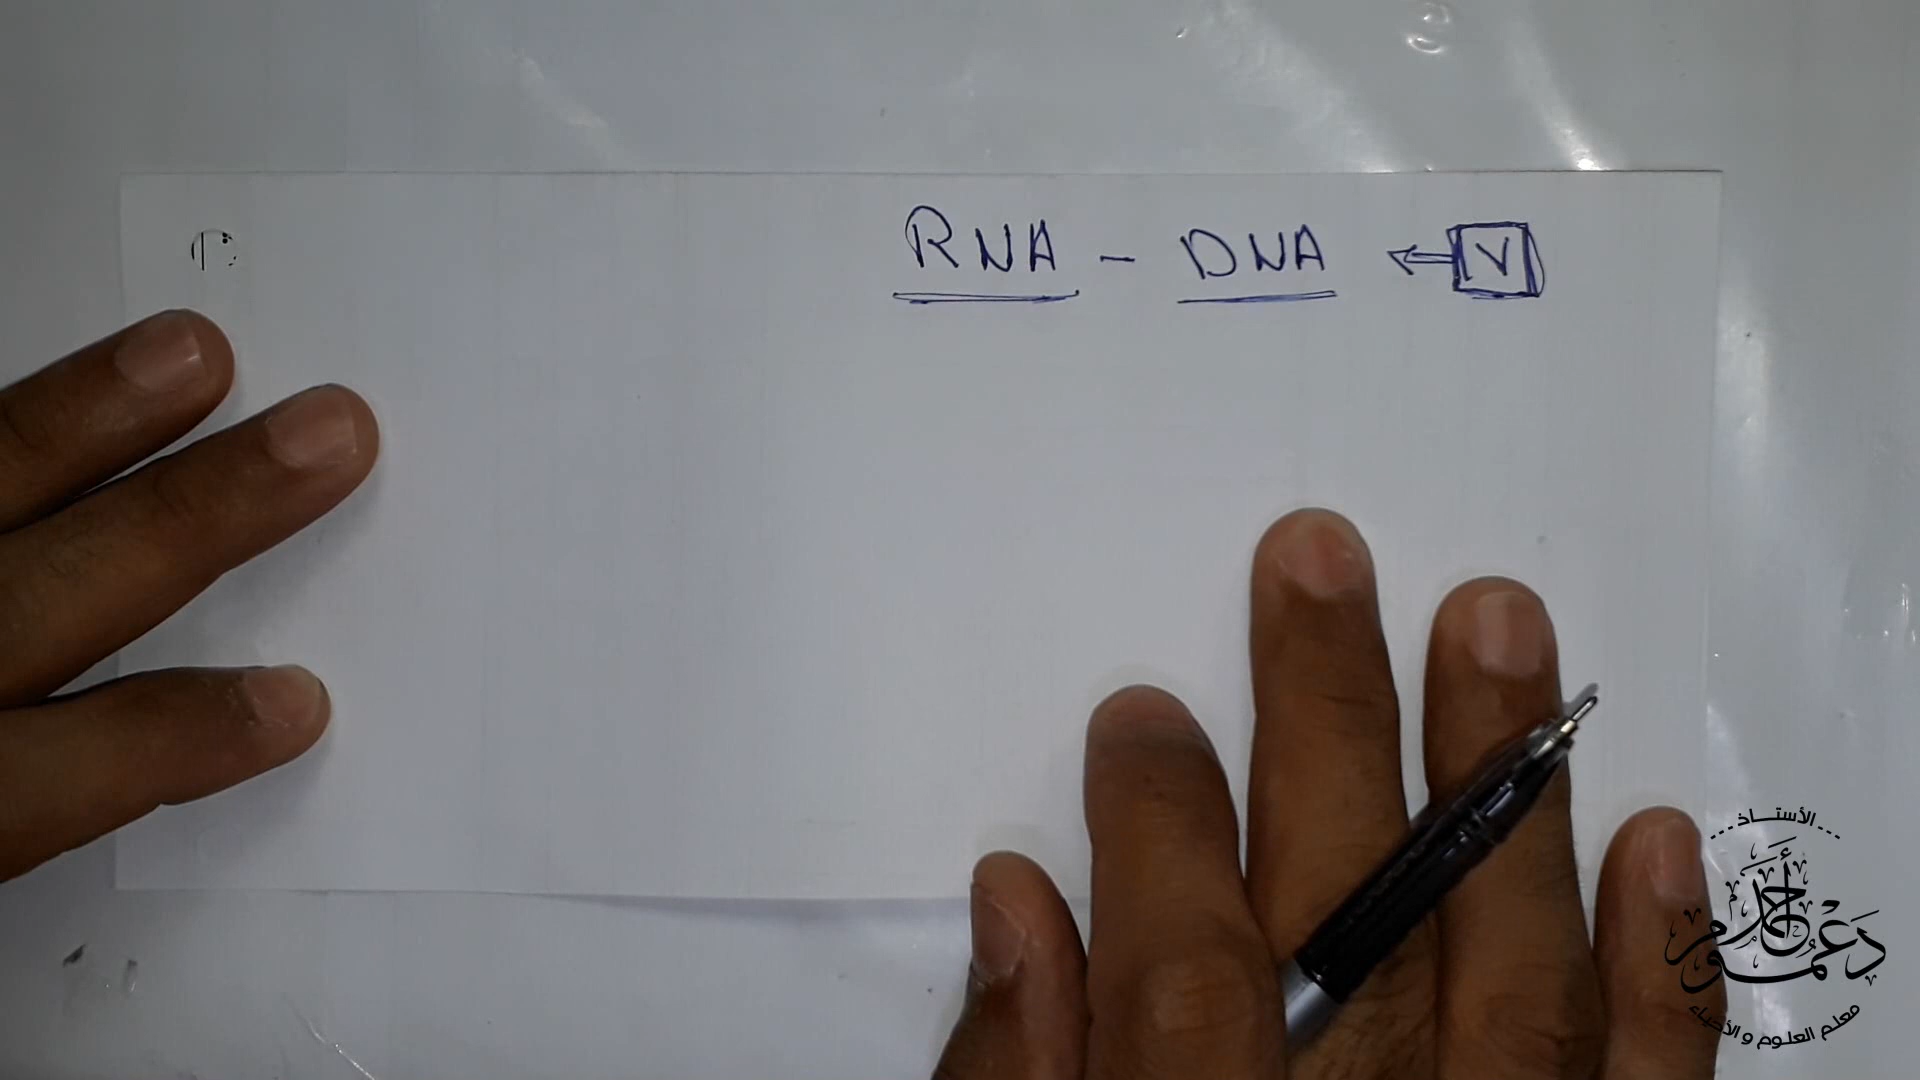 ٧ ← DNA - RNA
الأستاذ
أحمد دعموم
معلم العلوم و الأحياء